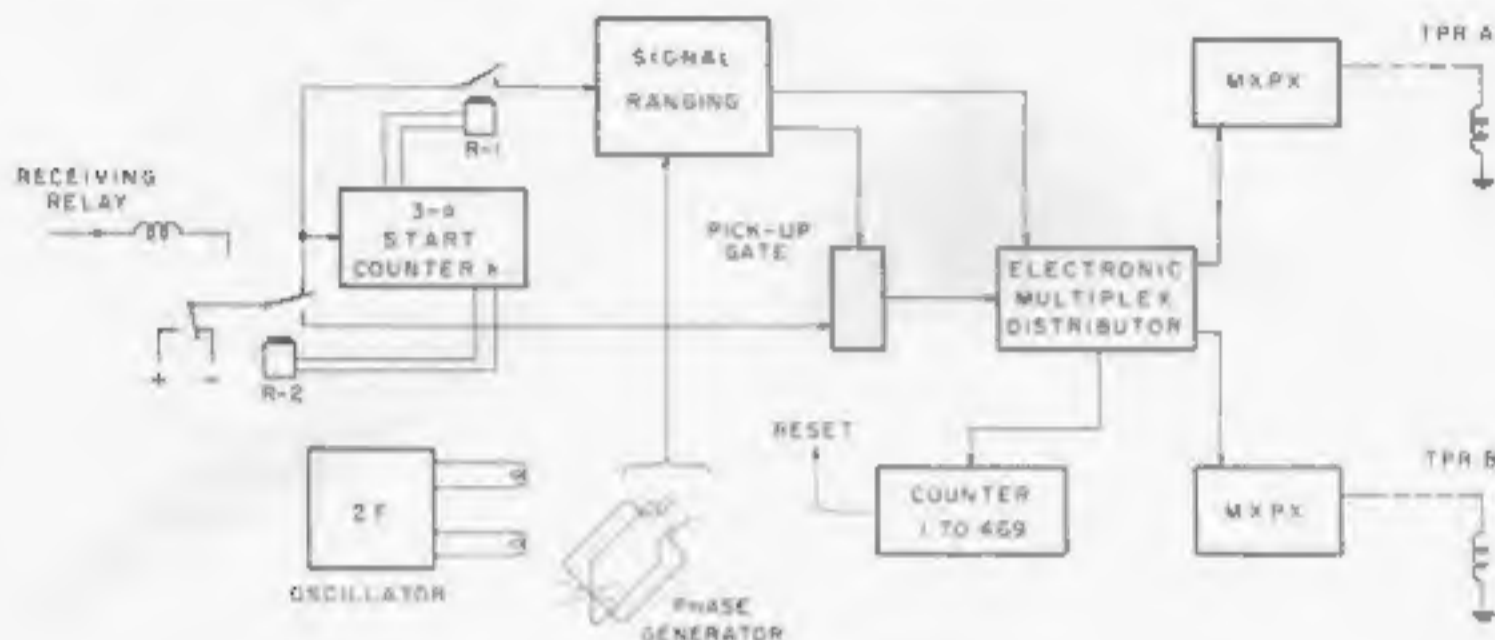 SIGNAL
RANGING
MXPX
TPR A
R-1
RECEIVING
RELAY
START
COUNTER
PICK-UP
GATE
ELECTRONIC
MULTIPLEX
DISTRIBUTOR
+ -
R-2
RESET
TPR B
2F
COUNTER
1 TO 469
MXPX
OSCILLATOR
PHASE
GENERATOR